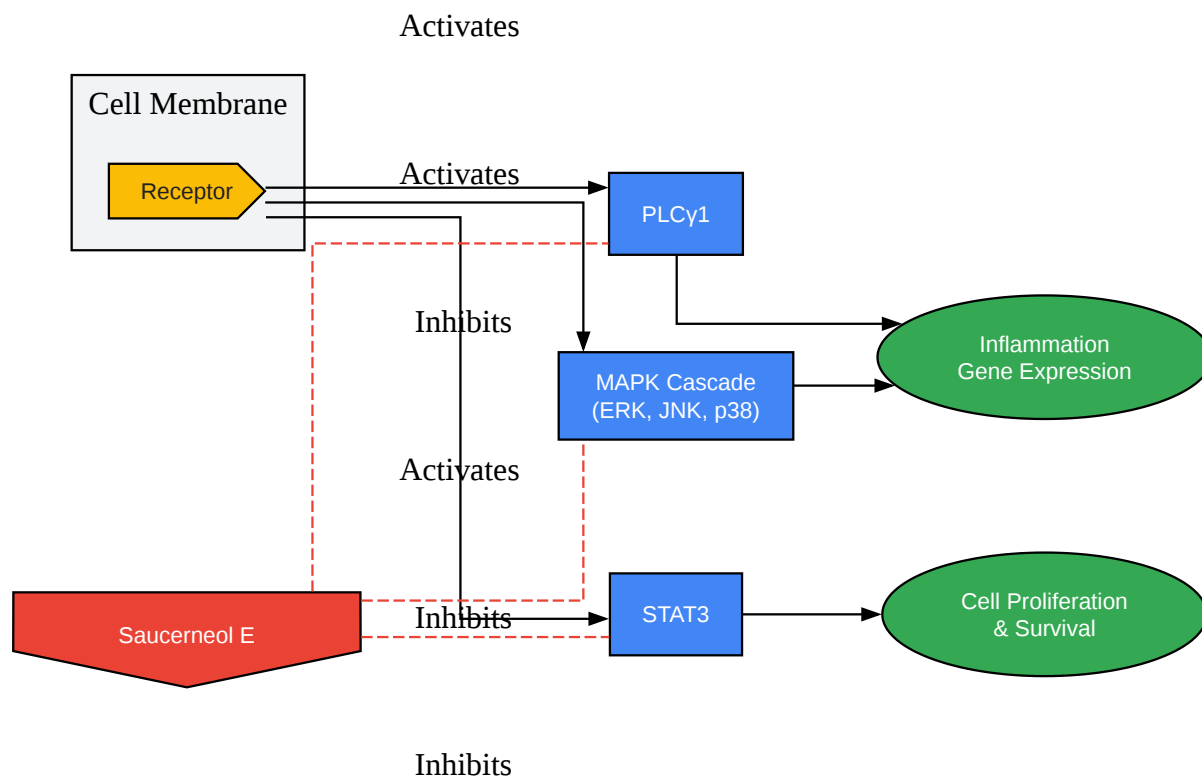 Activates
Cell Membrane
Receptor
Activates
PLCγ1
Inhibits
Inflammation
Gene Expression
MAPK Cascade
(ERK, JNK, p38)
Activates
Saucerneol E
Inhibits
STAT3
Cell Proliferation
& Survival
Inhibits